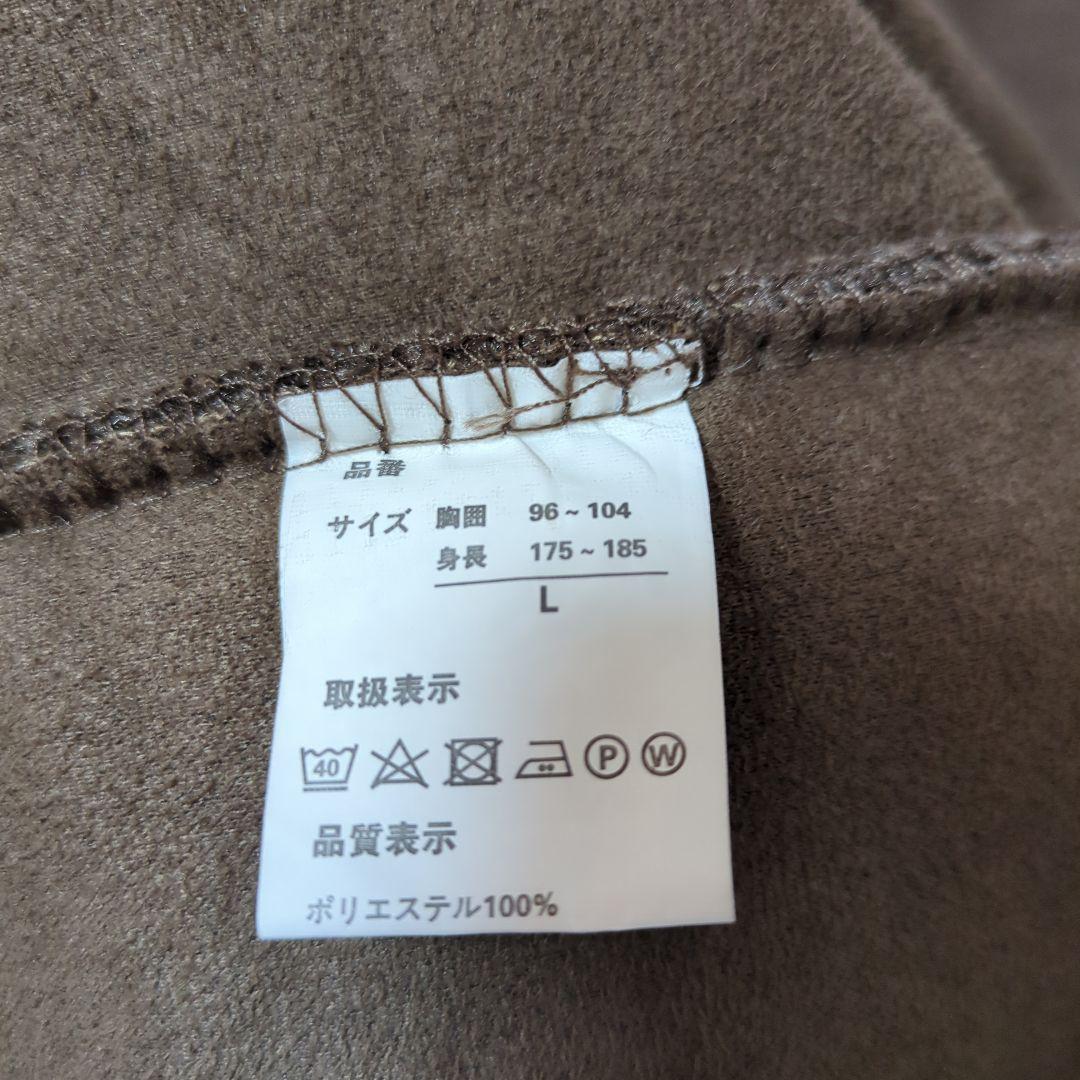 品番
サイズ 胸囲 96~104
身長 175~185
L
取扱表示
40 P W
品質表示
ポリエステル100%